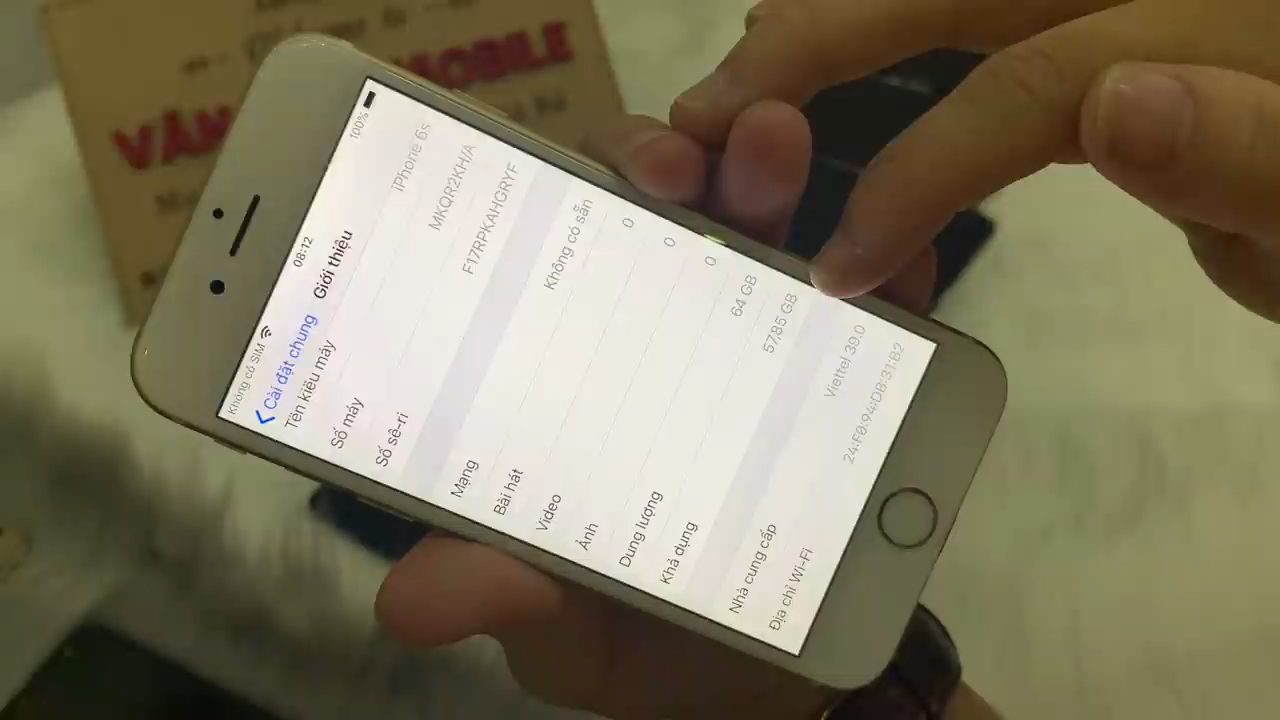 MOBILE
Không có SIM
08:12
100%
Cài đặt chung
Giới thiệu
Tên kiểu máy iPhone 6s
Số máy MKQR2KH/A
Số sê-ri F17RPKAHGRYF
Mạng Không có sẵn
Bài hát 0
Video 0
Ảnh 0
Dung lượng 64 GB
Khả dụng 57,85 GB
Nhà cung cấp Viettel 39.0
Địa chỉ Wi-Fi 24:F0:94:DB:31:B2